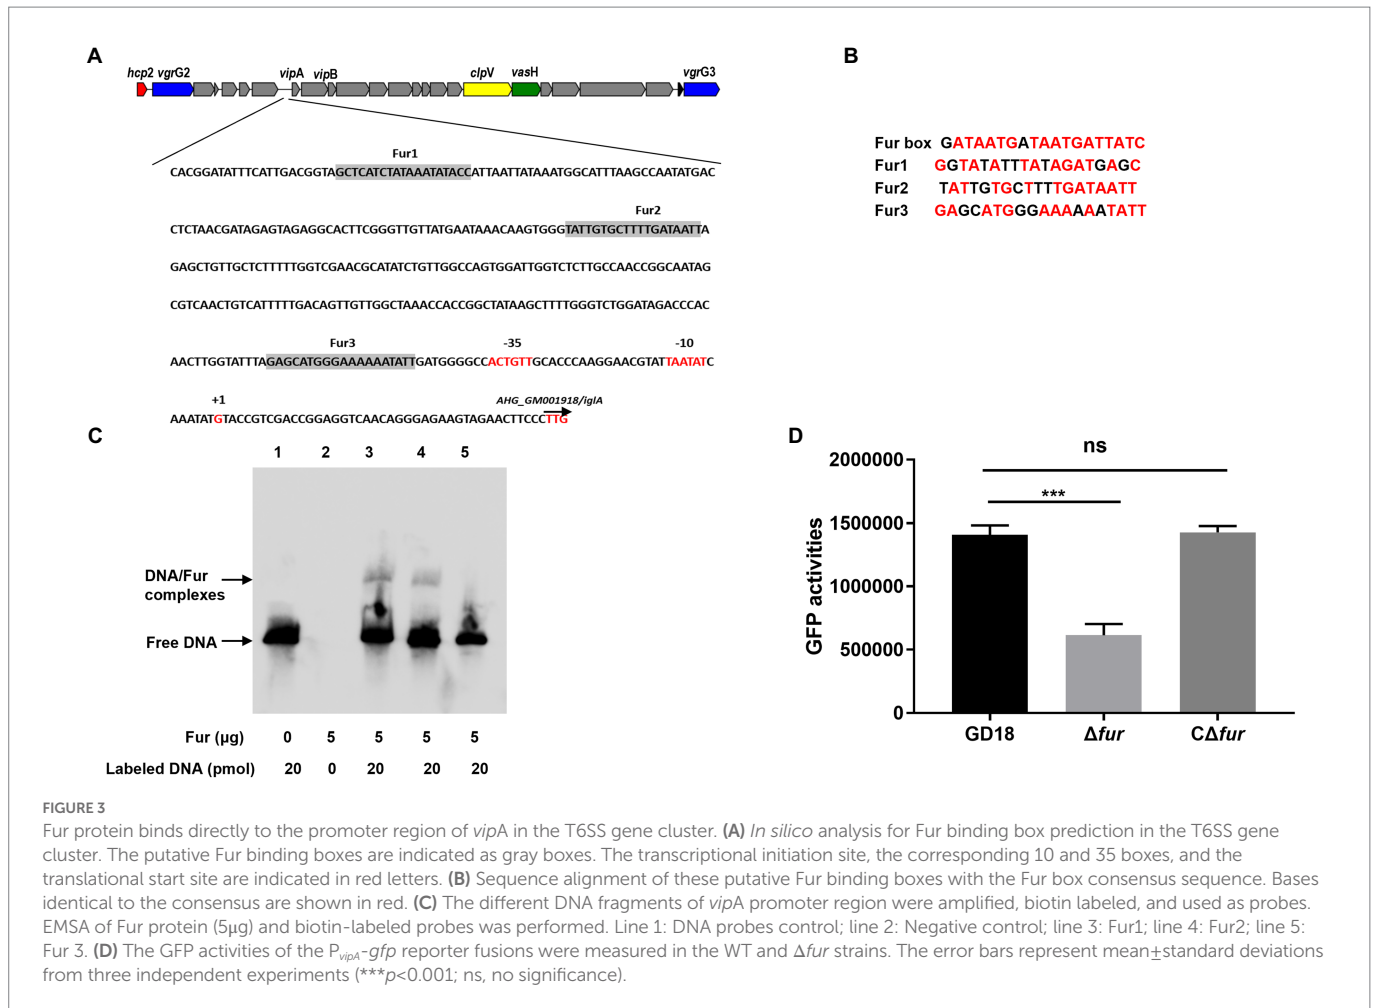 A
hcp2 vgrG2 vipA vipB clpV vasH vgrG3
Fur1
CACGGATATTTCATTGACGGTAGCTCATCTATAAATATACCATTAATTATAAATGGCATTTAAGCCAATATGAC
Fur2
CTCTAACGATAGAGTAGAGGCACTTCGGGTTGTTATGAATAAACAAGTGGGTATTGTGCTTTTGATAATTA
GAGCTGTTGCTCTTTTTGGTCGAACGCATATCTGTTGGCCAGTGGATTGGTCTCTTGCCAACCGGCAATAG
CGTCAACTGTCATTTTTGACAGTTGTTGGCTAAACCACCGGCTATAAGCTTTTGGGTCTGGATAGACCCAC
Fur3 -35 -10
AACTTGGTATTTAGAGCATGGGAAAAAATATTGATGGGGCCACTGTTGCACCCAAGGAACGTATTAATATC
+1 AHG_GM001918/iglA
AAATATGTACCGTCGACCGGAGGTCAACAGGGAGAAGTAGAACTTCCCTTG
B
Fur box GATAATGATAATGATTATC
Fur1 GGTATATTTATAGATGAGC
Fur2 TATTGTGCTTTTGATAATT
Fur3 GAGCATGGGAAAAAATATT
C
1 2 3 4 5
DNA/Fur
complexes
Free DNA
Fur (µg) 0 5 5 5 5
Labeled DNA (pmol) 20 0 20 20 20
D
ns
***
2000000
1500000
1000000
500000
0
GFP activities
GD18 Δfur CΔfur
FIGURE 3
Fur protein binds directly to the promoter region of vipA in the T6SS gene cluster. (A) In silico analysis for Fur binding box prediction in the T6SS gene
cluster. The putative Fur binding boxes are indicated as gray boxes. The transcriptional initiation site, the corresponding 10 and 35 boxes, and the
translational start site are indicated in red letters. (B) Sequence alignment of these putative Fur binding boxes with the Fur box consensus sequence. Bases
identical to the consensus are shown in red. (C) The different DNA fragments of vipA promoter region were amplified, biotin labeled, and used as probes.
EMSA of Fur protein (5µg) and biotin-labeled probes was performed. Line 1: DNA probes control; line 2: Negative control; line 3: Fur1; line 4: Fur2; line 5:
Fur 3. (D) The GFP activities of the PvipA-gfp reporter fusions were measured in the WT and Δfur strains. The error bars represent mean±standard deviations
from three independent experiments (***p<0.001; ns, no significance).